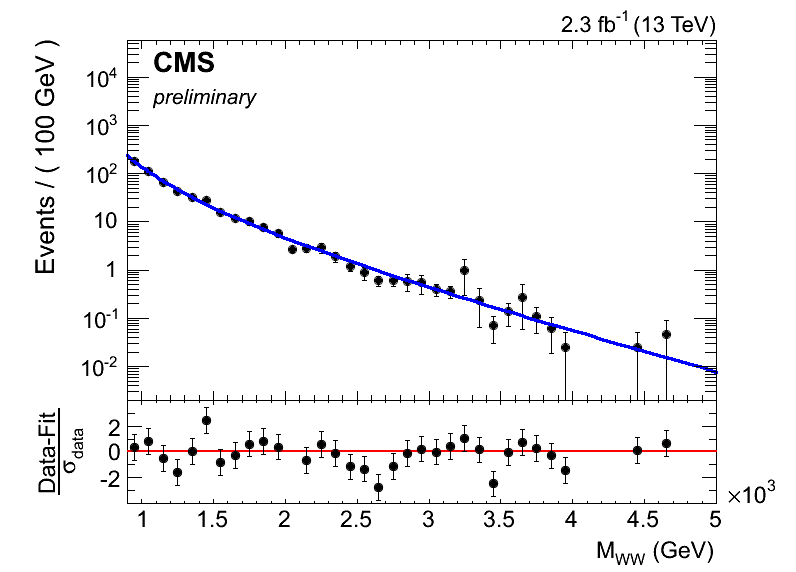 2.3 fb⁻¹ (13 TeV)
CMS
preliminary
Events / ( 100 GeV )
10⁴
10³
10²
10
1
10⁻¹
10⁻²
Data-Fit
σdata
2
0
-2
1 1.5 2 2.5 3 3.5 4 4.5 5
×10³
M_WW (GeV)